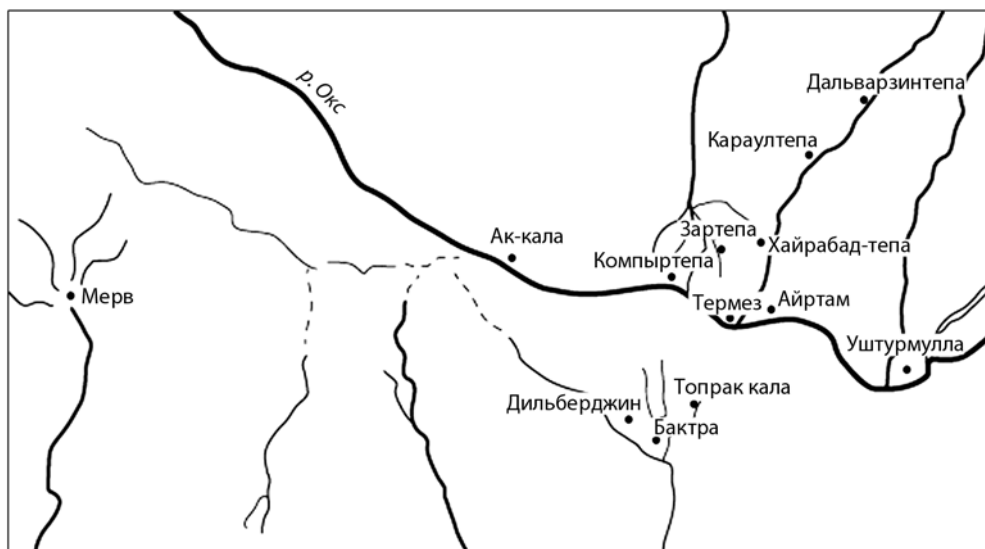 р. Окс
Дальварзинтепа
Караултепа
Зартепа
Ак-кала
Хайрабад-тепа
Компыртепа
Мерв
Термез
Айртам
Уштурмулла
Топрак кала
Дильберджин
Бактра